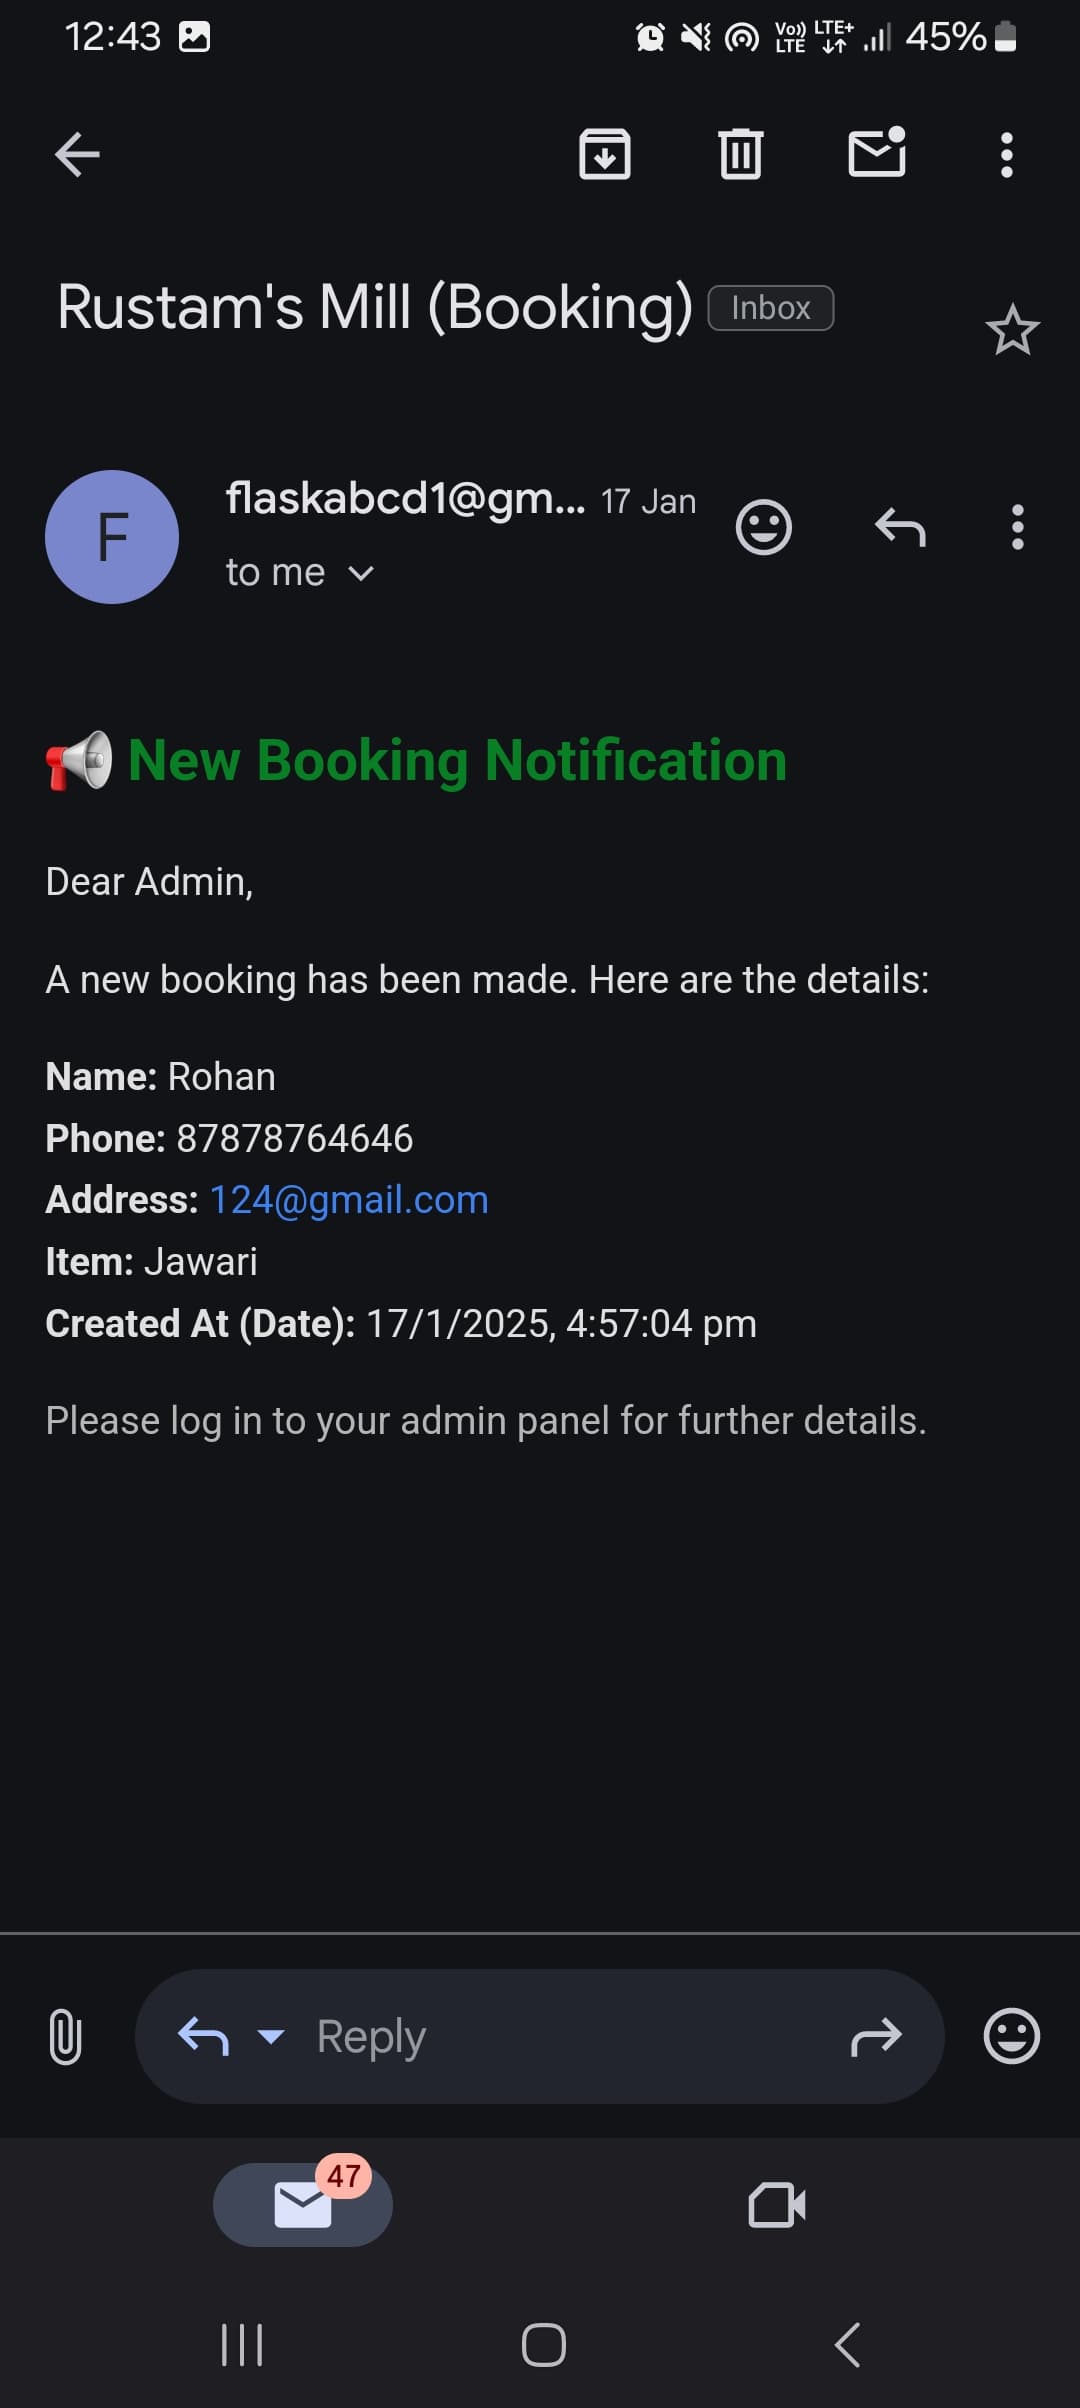 12:43
Vo) LTE LTE+ 45%
Rustam's Mill (Booking) Inbox
F
flaskabcd1@gm... 17 Jan
to me
New Booking Notification
Dear Admin,
A new booking has been made. Here are the details:
Name: Rohan
Phone: 87878764646
Address: 124@gmail.com
Item: Jawari
Created At (Date): 17/1/2025, 4:57:04 pm
Please log in to your admin panel for further details.
Reply
47